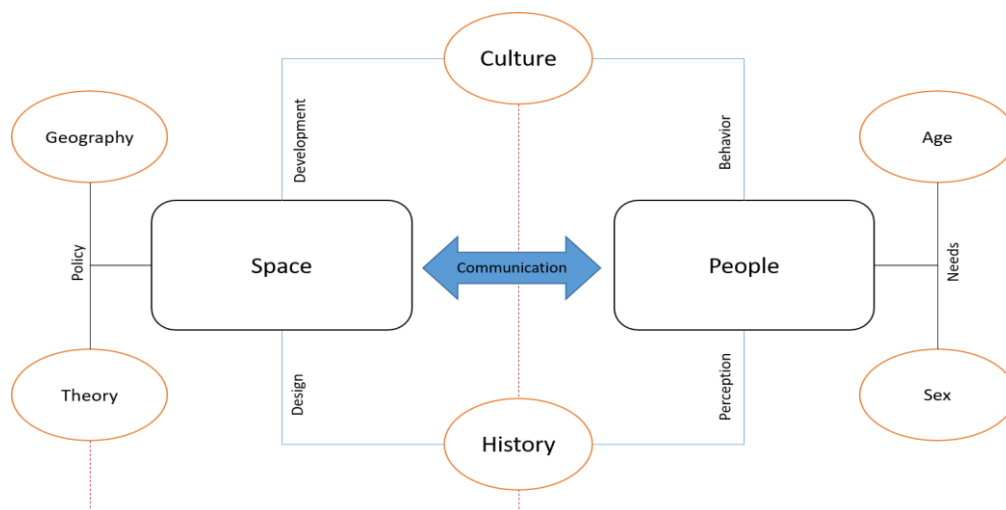 Culture
Development
Behavior
Geography
Age
Policy
Space
Communication
People
Needs
Theory
Design
Perception
Sex
History